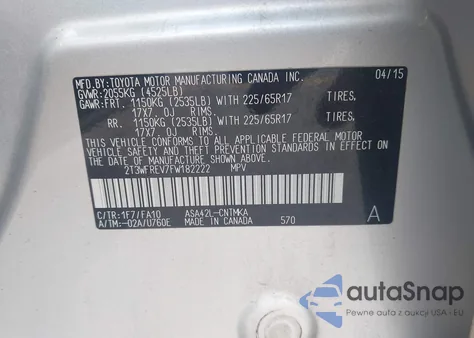 MFD.BY:TOYOTA MOTOR MANUFACTURING CANADA INC. 04/15
GVWR:2055KG (4525LB)
GAWR:FRT. 1150KG (2535LB) WITH 225/65R17 TIRES,
17X7.0J RIMS.
RR. 1150KG (2535LB) WITH 225/65R17 TIRES,
17X7.0J RIMS.
THIS VEHICLE CONFORMS TO ALL APPLICABLE FEDERAL MOTOR
VEHICLE SAFETY AND THEFT PREVENTION STANDARDS IN EFFECT
ON THE DATE OF MANUFACTURE SHOWN ABOVE.
2T3WFREV7FW182222 MPV
C/TR:1F7/FA10 ASA42L-CNTMKA
A/TM:-02A/U760E MADE IN CANADA 570 A
autoSnap
Pewne auta z aukcji USA - EU